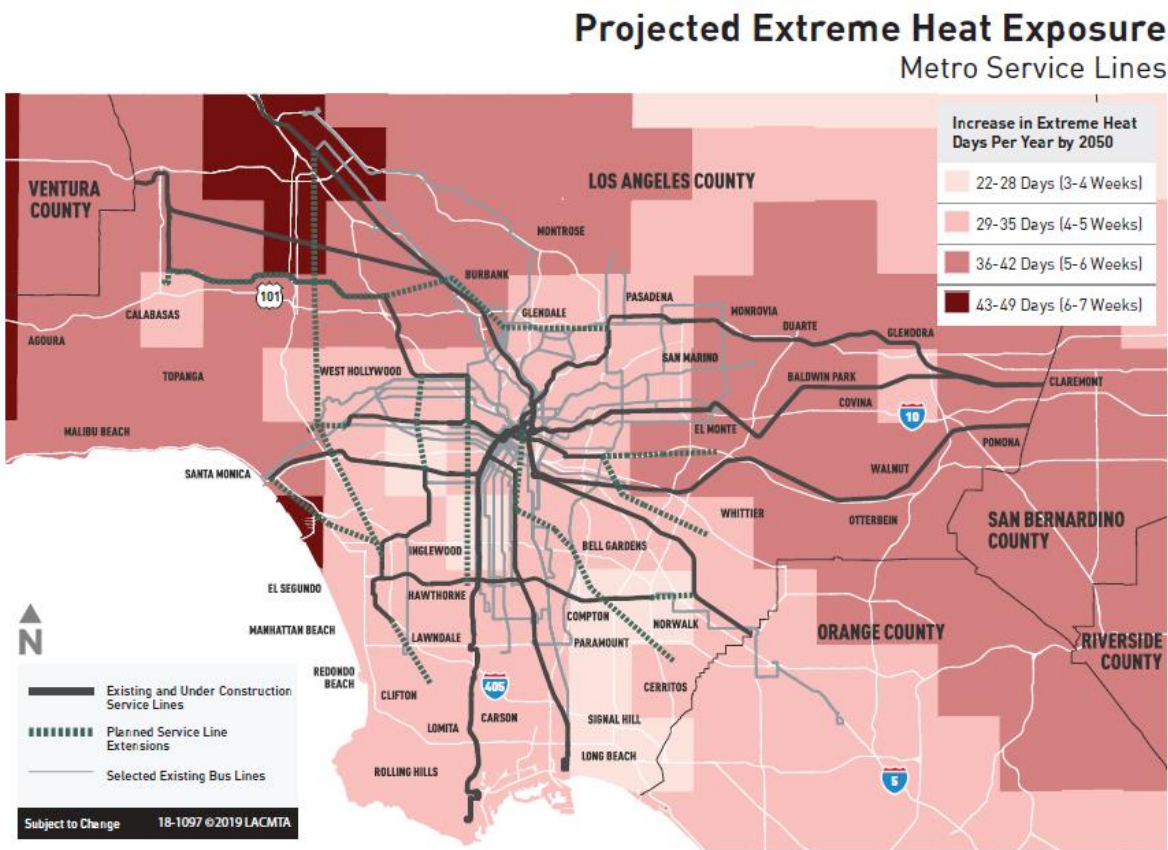 Projected Extreme Heat Exposure
Metro Service Lines
Increase in Extreme Heat
Days Per Year by 2050
22-28 Days (3-4 Weeks)
29-35 Days (4-5 Weeks)
36-42 Days (5-6 Weeks)
43-49 Days (6-7 Weeks)
VENTURA
COUNTY
LOS ANGELES COUNTY
MONTROSE
BURBANK
101
PASADENA
CALABASAS
GLENDALE
MONROVIA
DUARTE
GLENDORA
AGOURA
SAN MARINO
TOPANGA
WEST HOLLYWOOD
BALDWIN PARK
CLAREMONT
COVINA
10
MALIBU BEACH
EL MONTE
POMONA
SANTA MONICA
WALNUT
WHITTIER
OTTERBEIN
SAN BERNARDINO
COUNTY
INGLEWOOD
BELL GARDENS
EL SEGUNDO
HAWTHORNE
COMPTON
NORWALK
MANHATTAN BEACH
LAWNDALE
PARAMOUNT
ORANGE COUNTY
RIVERSIDE
COUNTY
REDONDO
BEACH
CLIFTON
405
CERRITOS
LOMITA
CARSON
SIGNAL HILL
LONG BEACH
ROLLING HILLS
5
N
Existing and Under Construction
Service Lines
Planned Service Line
Extensions
Selected Existing Bus Lines
Subject to Change 18-1097 ©2019 LACMTA